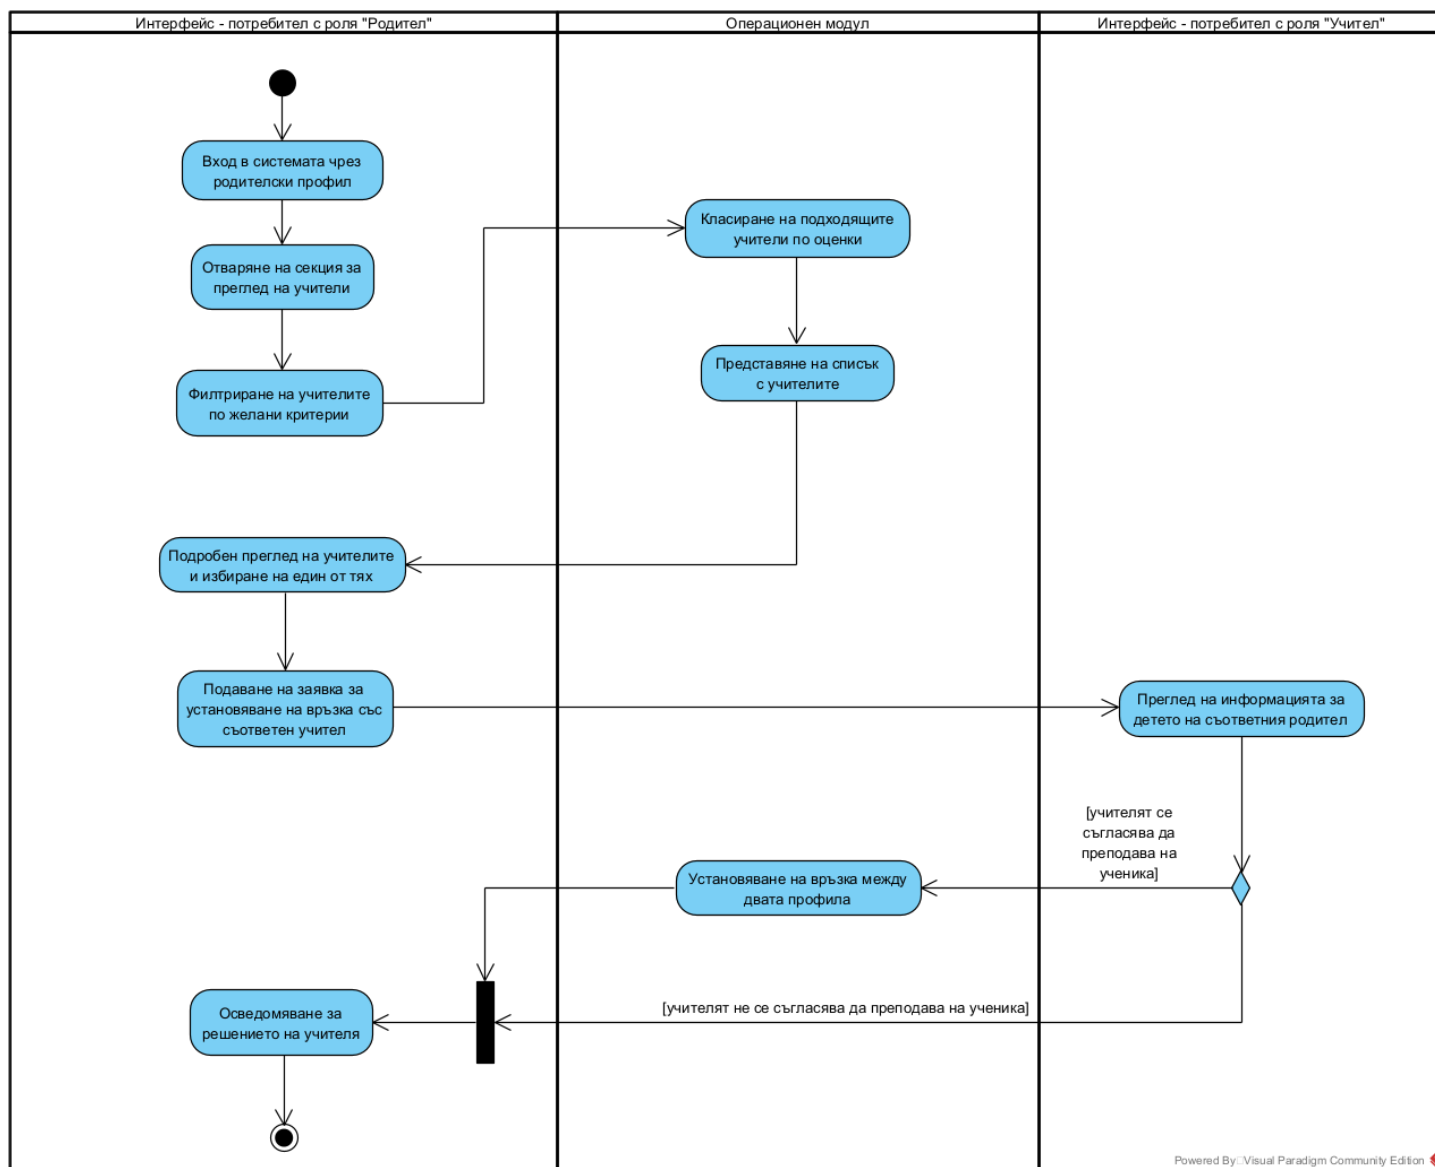 Интерфейс - потребител с роля "Родител"
Операционен модул
Интерфейс - потребител с роля "Учител"
Вход в системата чрез
родителски профил
Отваряне на секция за
преглед на учители
Филтриране на учителите
по желани критерии
Класиране на подходящите
учители по оценки
Представяне на списък
с учителите
Подробен преглед на учителите
и избиране на един от тях
Подаване на заявка за
установяване на връзка със
съответен учител
Преглед на информацията за
детето на съответния родител
[учителят се
съгласява да
преподава на
ученика]
Установяване на връзка между
двата профила
[учителят не се съгласява да преподава на ученика]
Осведомяване за
решението на учителя
Powered By Visual Paradigm Community Edition